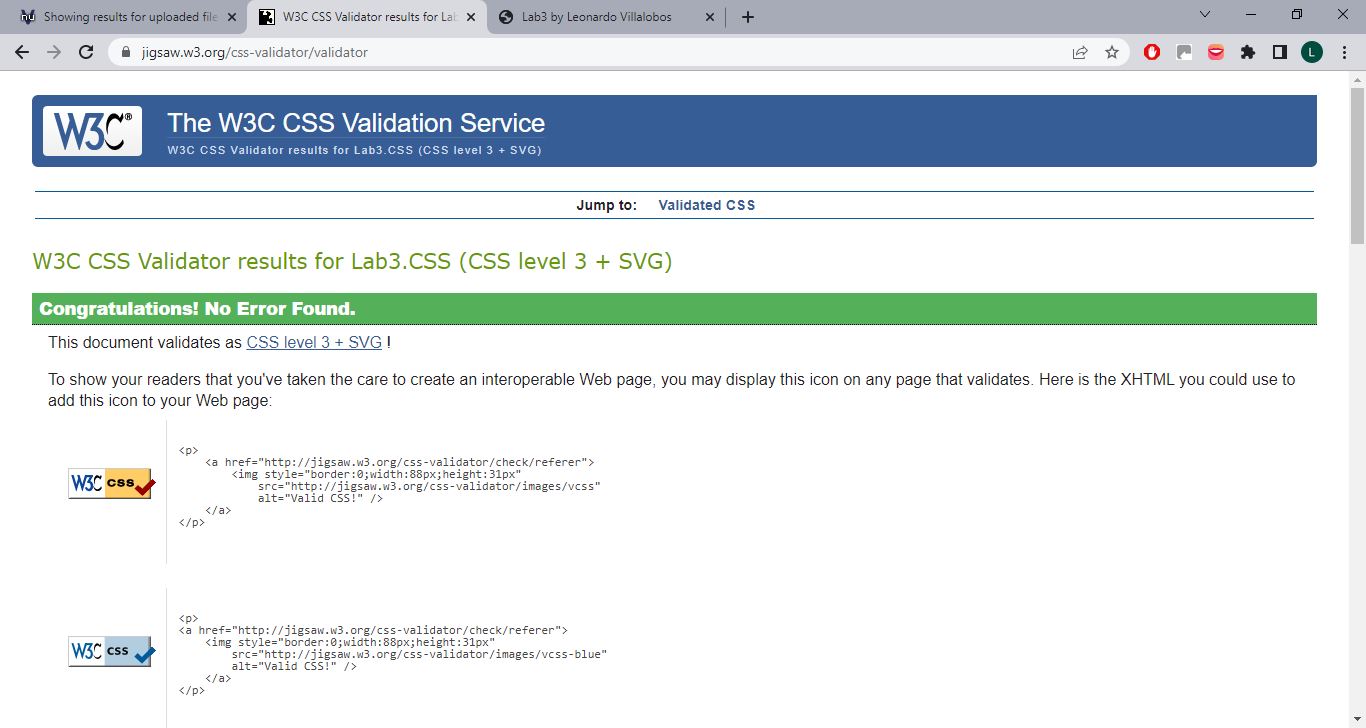 Showing results for uploaded file
W3C CSS Validator results for Lab
Lab3 by Leonardo Villalobos
jigsaw.w3.org/css-validator/validator
L
W3C®
The W3C CSS Validation Service
W3C CSS Validator results for Lab3.CSS (CSS level 3 + SVG)
Jump to: Validated CSS
W3C CSS Validator results for Lab3.CSS (CSS level 3 + SVG)
Congratulations! No Error Found.
This document validates as CSS level 3 + SVG !
To show your readers that you've taken the care to create an interoperable Web page, you may display this icon on any page that validates. Here is the XHTML you could use to
add this icon to your Web page:
W3C css
<p>
    <a href="http://jigsaw.w3.org/css-validator/check/referer">
        <img style="border:0;width:88px;height:31px"
            src="http://jigsaw.w3.org/css-validator/images/vcss"
            alt="Valid CSS!" />
    </a>
</p>
W3C css
<p>
<a href="http://jigsaw.w3.org/css-validator/check/referer">
    <img style="border:0;width:88px;height:31px"
        src="http://jigsaw.w3.org/css-validator/images/vcss-blue"
        alt="Valid CSS!" />
    </a>
</p>